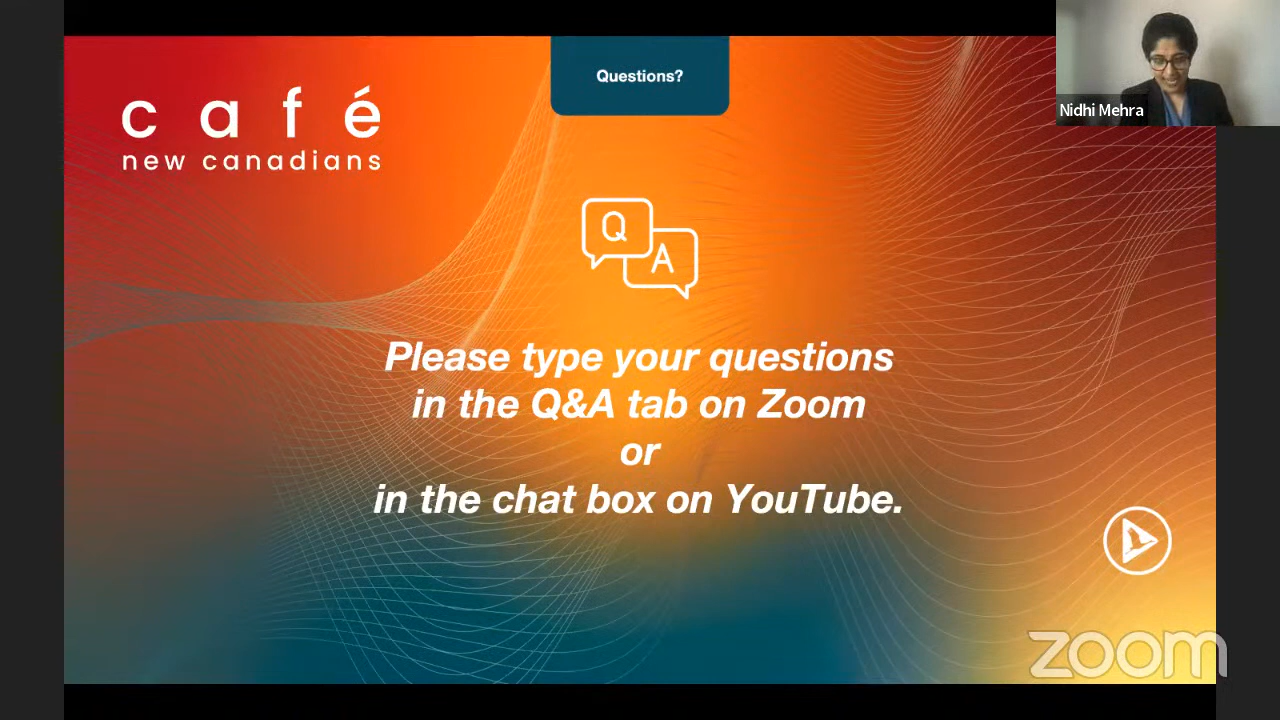 Questions?
café
new canadians
Nidhi Mehra
Q
A
Please type your questions
in the Q&A tab on Zoom
or
in the chat box on YouTube.
zoom